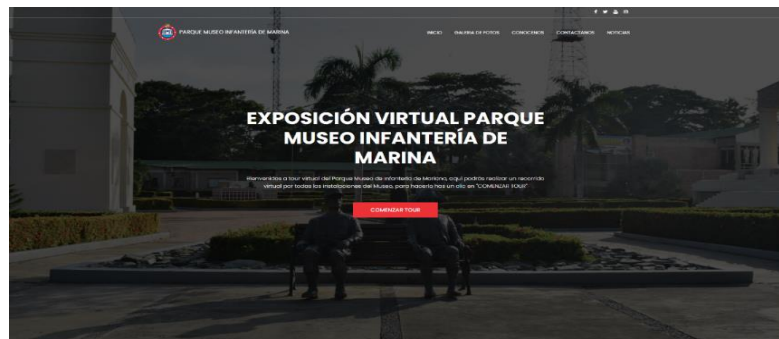 PARQUE MUSEO INFANTERÍA DE MARINA
INICIO GALERIA DE FOTOS CONOCENOS CONTACTANOS NOTICIAS
EXPOSICIÓN VIRTUAL PARQUE
MUSEO INFANTERÍA DE
MARINA
Bienvenidos a tour virtual del Parque Museo de Infantería de Marina, aquí podrás realizar un recorrido
virtual por todas las instalaciones del Museo, para hacerlo has un clic en "COMENZAR TOUR"
COMENZAR TOUR